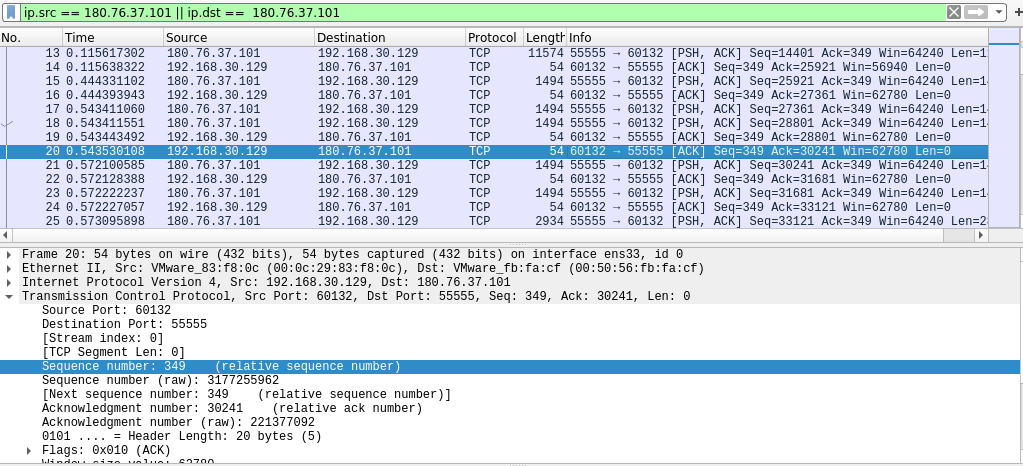 ip.src == 180.76.37.101 || ip.dst == 180.76.37.101
No. Time Source Destination Protocol Length Info
13 0.115617302 180.76.37.101 192.168.30.129 TCP 11574 55555 → 60132 [PSH, ACK] Seq=14401 Ack=349 Win=64240 Len=1
14 0.115638322 192.168.30.129 180.76.37.101 TCP 54 60132 → 55555 [ACK] Seq=349 Ack=25921 Win=56940 Len=0
15 0.444331102 180.76.37.101 192.168.30.129 TCP 1494 55555 → 60132 [PSH, ACK] Seq=25921 Ack=349 Win=64240 Len=1
16 0.444393943 192.168.30.129 180.76.37.101 TCP 54 60132 → 55555 [ACK] Seq=349 Ack=27361 Win=62780 Len=0
17 0.543411060 180.76.37.101 192.168.30.129 TCP 1494 55555 → 60132 [PSH, ACK] Seq=27361 Ack=349 Win=64240 Len=1
18 0.543411551 180.76.37.101 192.168.30.129 TCP 1494 55555 → 60132 [PSH, ACK] Seq=28801 Ack=349 Win=64240 Len=1
19 0.543443492 192.168.30.129 180.76.37.101 TCP 54 60132 → 55555 [ACK] Seq=349 Ack=28801 Win=62780 Len=0
20 0.543530108 192.168.30.129 180.76.37.101 TCP 54 60132 → 55555 [ACK] Seq=349 Ack=30241 Win=62780 Len=0
21 0.572100585 180.76.37.101 192.168.30.129 TCP 1494 55555 → 60132 [PSH, ACK] Seq=30241 Ack=349 Win=64240 Len=1
22 0.572128388 192.168.30.129 180.76.37.101 TCP 54 60132 → 55555 [ACK] Seq=349 Ack=31681 Win=62780 Len=0
23 0.572222237 180.76.37.101 192.168.30.129 TCP 1494 55555 → 60132 [PSH, ACK] Seq=31681 Ack=349 Win=64240 Len=1
24 0.572227057 192.168.30.129 180.76.37.101 TCP 54 60132 → 55555 [ACK] Seq=349 Ack=33121 Win=62780 Len=0
25 0.573095898 180.76.37.101 192.168.30.129 TCP 2934 55555 → 60132 [PSH, ACK] Seq=33121 Ack=349 Win=64240 Len=2
Frame 20: 54 bytes on wire (432 bits), 54 bytes captured (432 bits) on interface ens33, id 0
Ethernet II, Src: VMware_83:f8:0c (00:0c:29:83:f8:0c), Dst: VMware_fb:fa:cf (00:50:56:fb:fa:cf)
Internet Protocol Version 4, Src: 192.168.30.129, Dst: 180.76.37.101
Transmission Control Protocol, Src Port: 60132, Dst Port: 55555, Seq: 349, Ack: 30241, Len: 0
Source Port: 60132
Destination Port: 55555
[Stream index: 0]
[TCP Segment Len: 0]
Sequence number: 349 (relative sequence number)
Sequence number (raw): 3177255962
[Next sequence number: 349 (relative sequence number)]
Acknowledgment number: 30241 (relative ack number)
Acknowledgment number (raw): 221377092
0101 .... = Header Length: 20 bytes (5)
Flags: 0x010 (ACK)
Window size value: 62780